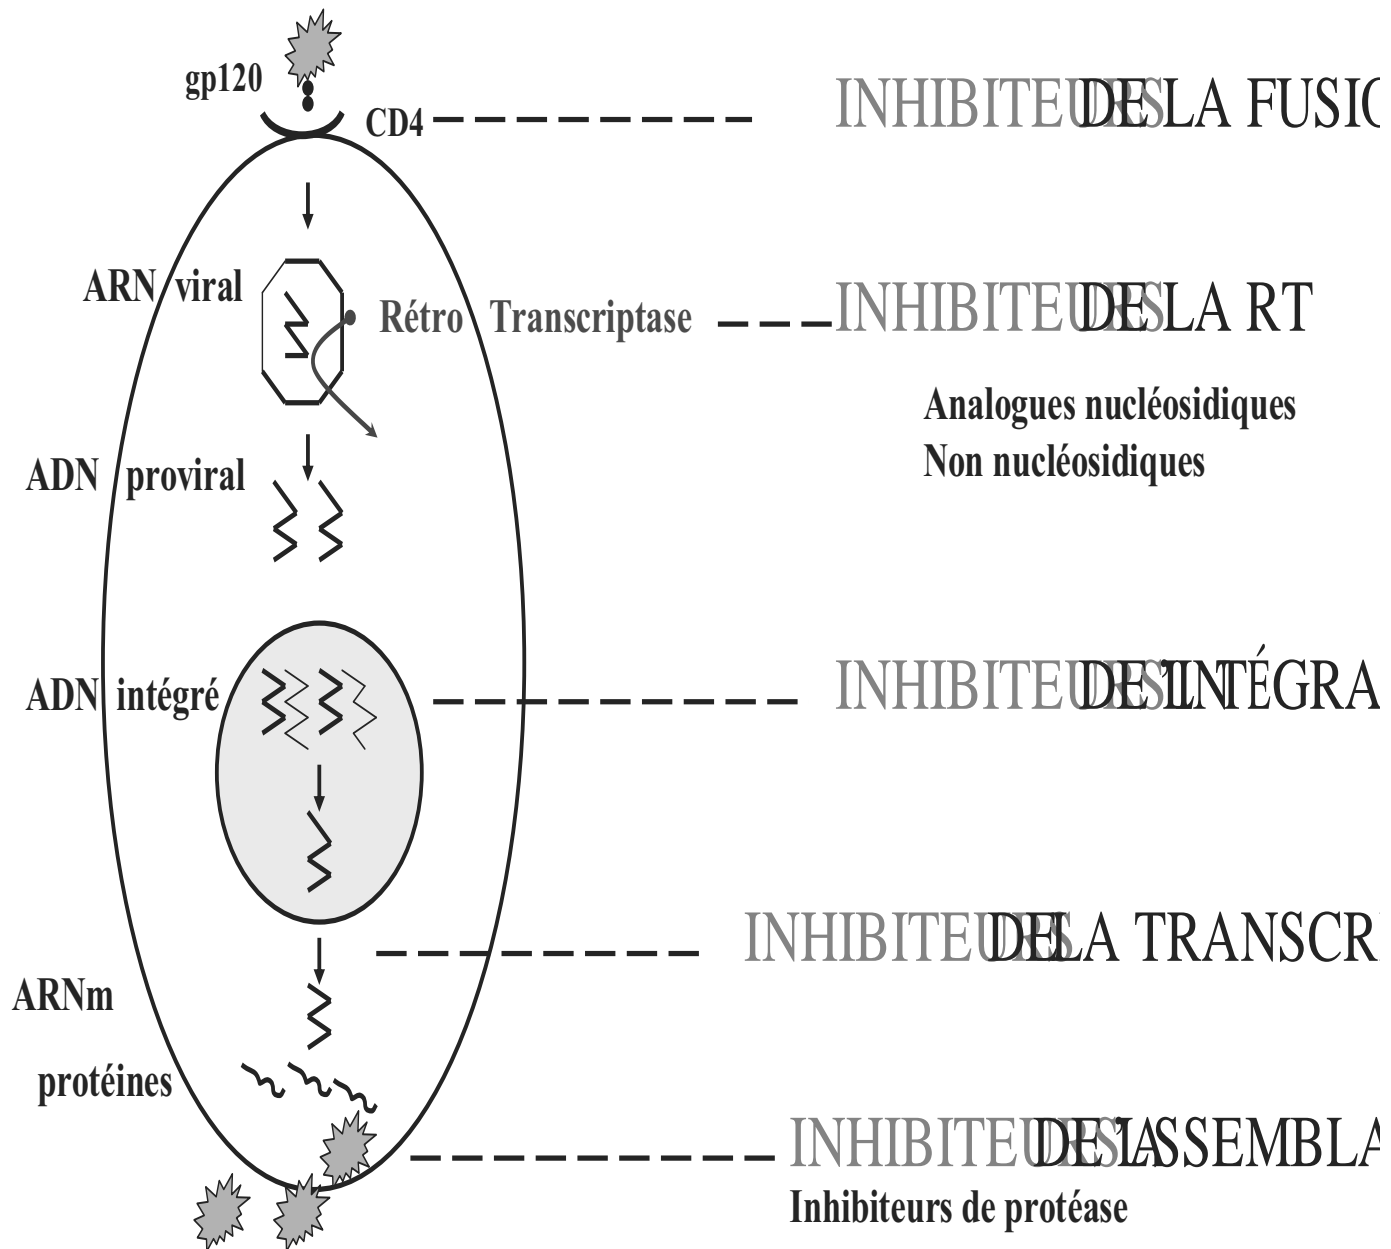 gp120
CD4
INHIBITEURS DE LA FUSIO
ARN viral
Rétro Transcriptase
INHIBITEURS DE LA RT
Analogues nucléosidiques
Non nucléosidiques
ADN proviral
ADN intégré
INHIBITEURS DE L'INTÉGRA
INHIBITEURS DE LA TRANSCR
ARNm
protéines
INHIBITEURS DE L'ASSEMBLA
Inhibiteurs de protéase